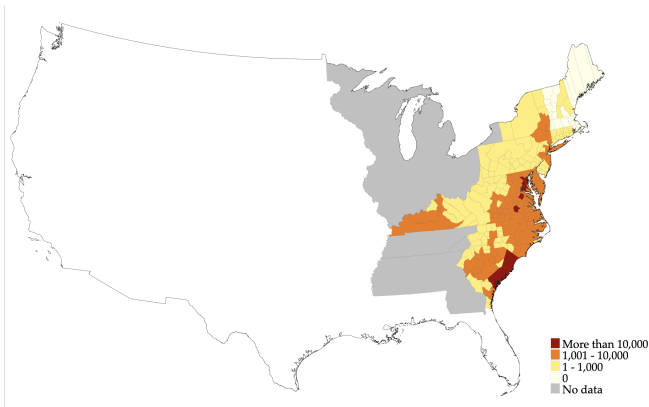 More than 10,000
1,001 - 10,000
1 - 1,000
0
No data